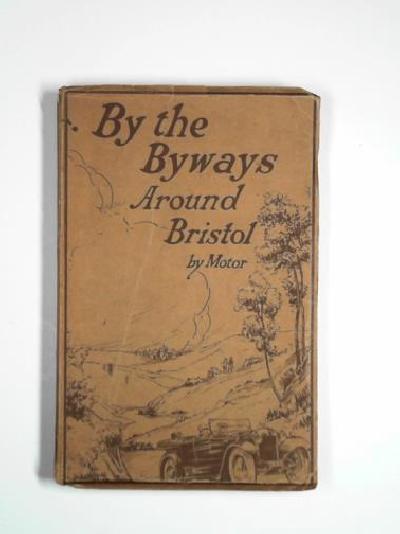 By the
Byways
Around
Bristol
by Motor